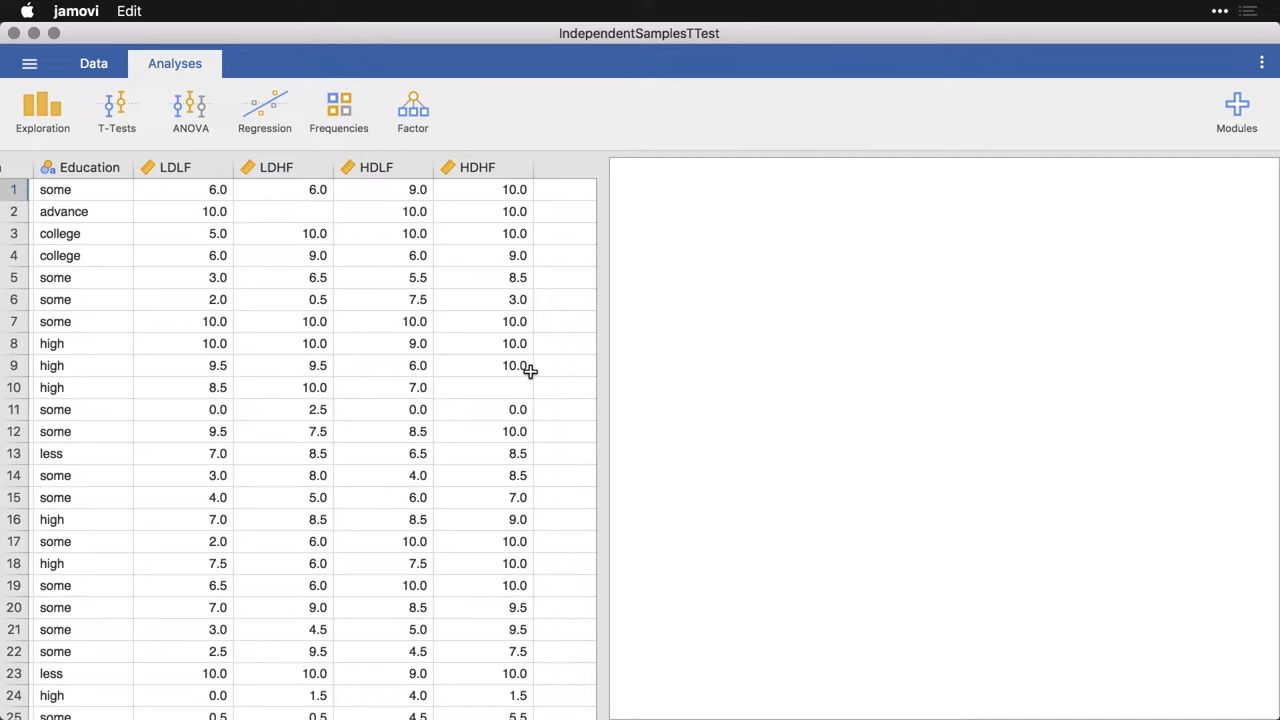 jamovi Edit
IndependentSamplesTTest
Data Analyses
Exploration T-Tests ANOVA Regression Frequencies Factor Modules
Education LDLF LDHF HDLF HDHF
1 some 6.0 6.0 9.0 10.0
2 advance 10.0 10.0 10.0
3 college 5.0 10.0 10.0 10.0
4 college 6.0 9.0 6.0 9.0
5 some 3.0 6.5 5.5 8.5
6 some 2.0 0.5 7.5 3.0
7 some 10.0 10.0 10.0 10.0
8 high 10.0 10.0 9.0 10.0
9 high 9.5 9.5 6.0 10.0
10 high 8.5 10.0 7.0
11 some 0.0 2.5 0.0 0.0
12 some 9.5 7.5 8.5 10.0
13 less 7.0 8.5 6.5 8.5
14 some 3.0 8.0 4.0 8.5
15 some 4.0 5.0 6.0 7.0
16 high 7.0 8.5 8.5 9.0
17 some 2.0 6.0 10.0 10.0
18 high 7.5 6.0 7.5 10.0
19 some 6.5 6.0 10.0 10.0
20 some 7.0 9.0 8.5 9.5
21 some 3.0 4.5 5.0 9.5
22 some 2.5 9.5 4.5 7.5
23 less 10.0 10.0 9.0 10.0
24 high 0.0 1.5 4.0 1.5
25 some 0.5 0.5 4.5 5.5